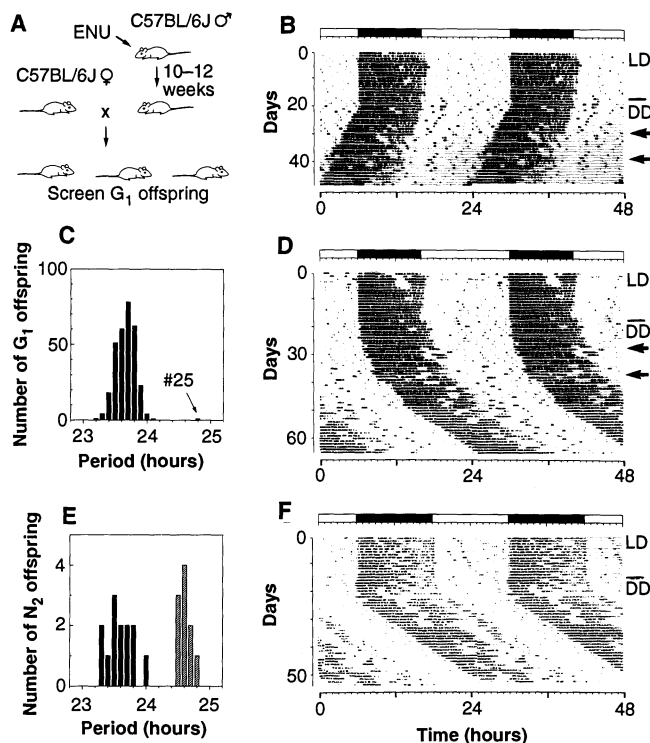 A
C57BL/6J ♂
ENU
C57BL/6J ♀
10–12
weeks
x
Screen G1 offspring
B
0
20
40
Days
LD
DD
0
24
48
C
Number of G1 offspring
100
50
0
#25
23
24
25
Period (hours)
D
0
30
60
Days
LD
DD
0
24
48
E
Number of N2 offspring
4
2
0
23
24
25
Period (hours)
F
0
50
Days
LD
DD
0
24
48
Time (hours)